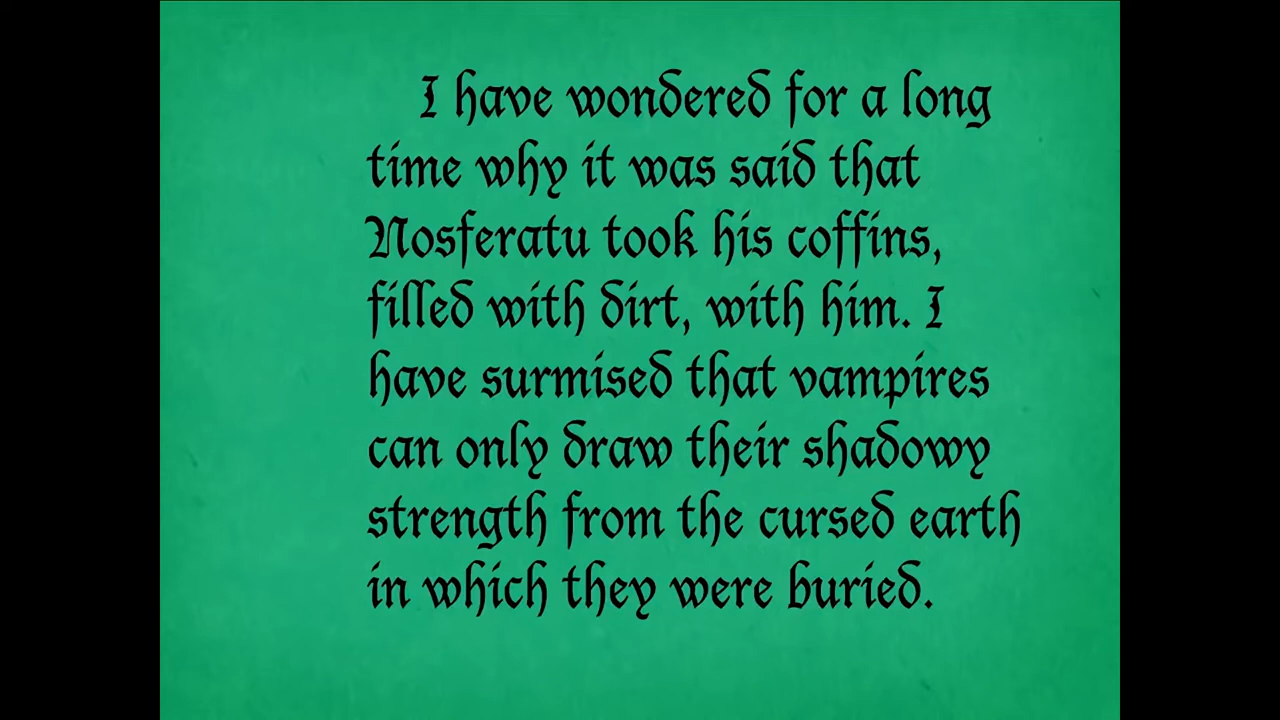 I have wondered for a long
time why it was said that
Nosferatu took his coffins,
filled with dirt, with him. I
have surmised that vampires
can only draw their shadowy
strength from the cursed earth
in which they were buried.